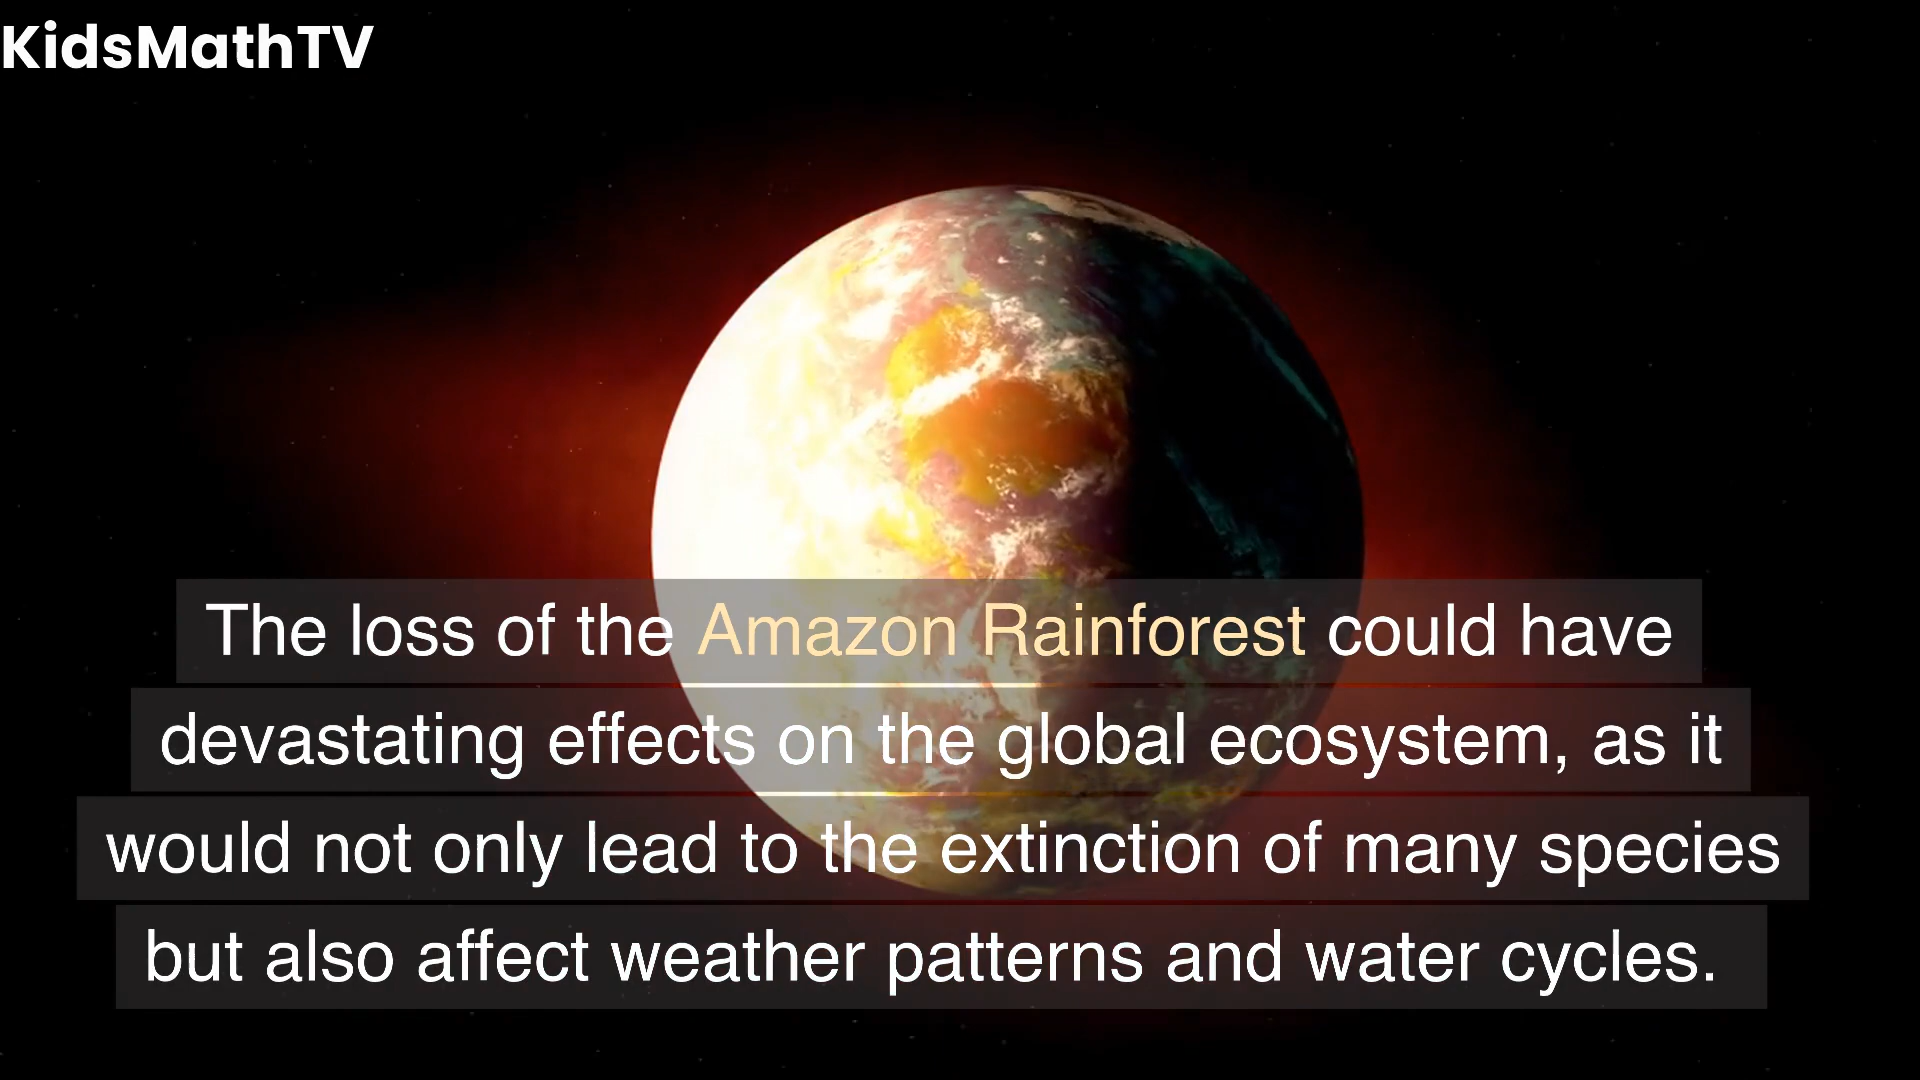 KidsMathTV
The loss of the Amazon Rainforest could have
devastating effects on the global ecosystem, as it
would not only lead to the extinction of many species
but also affect weather patterns and water cycles.